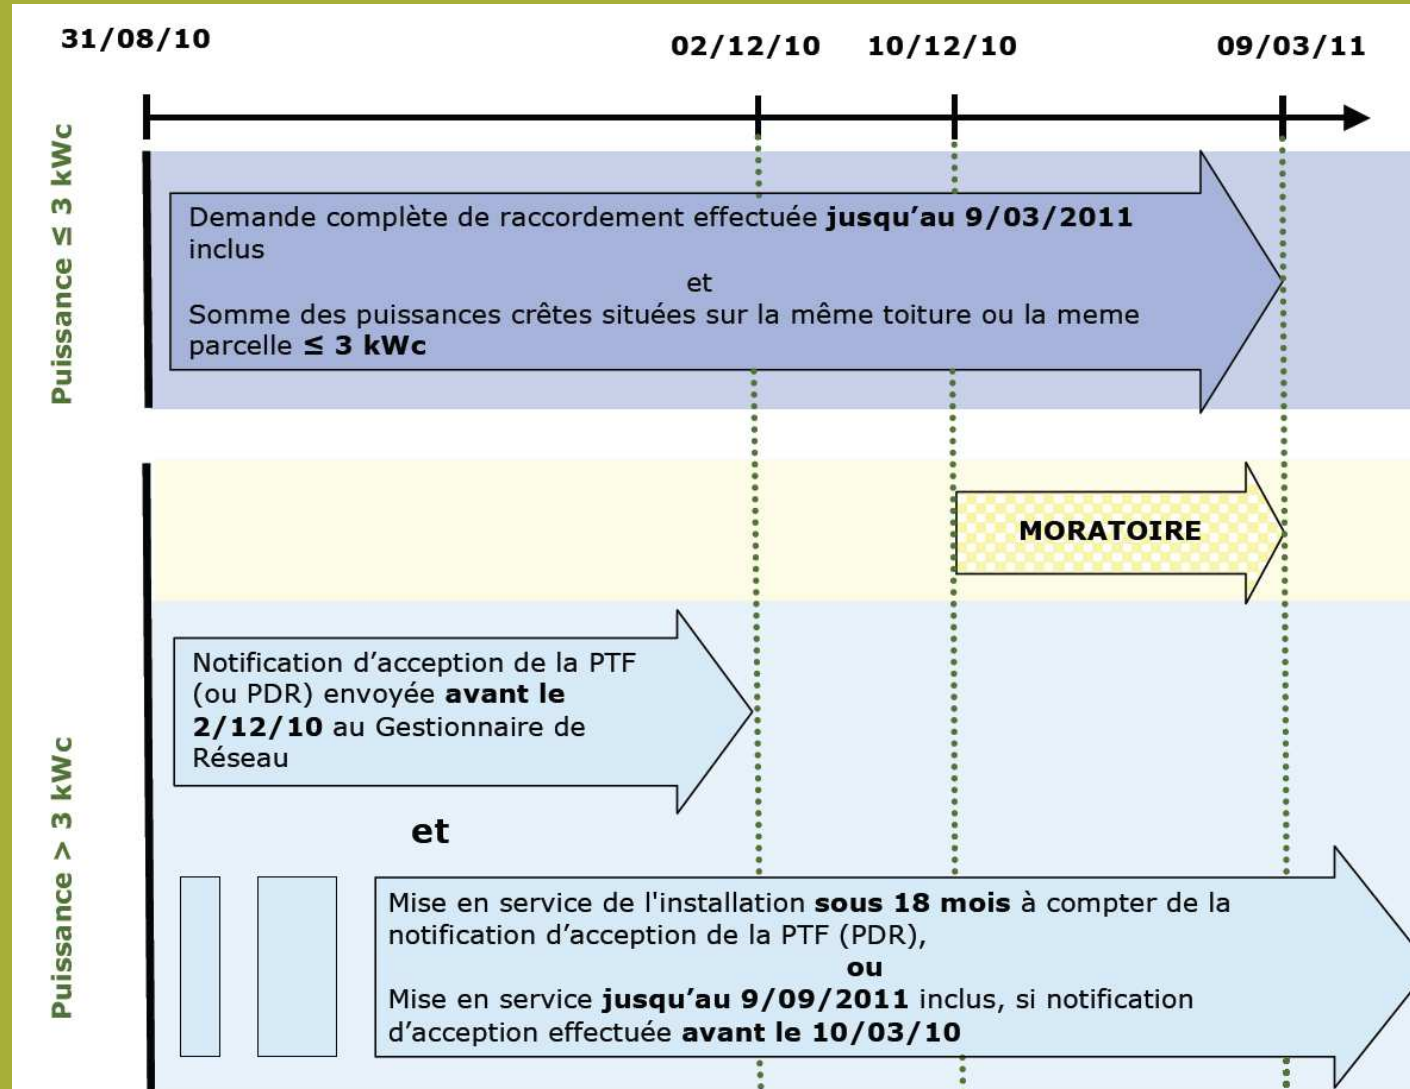 31/08/10
02/12/10
10/12/10
09/03/11
Puissance ≤ 3 kWc
Demande complète de raccordement effectuée jusqu’au 9/03/2011
inclus
et
Somme des puissances crêtes situées sur la même toiture ou la meme
parcelle ≤ 3 kWc
MORATOIRE
Puissance > 3 kWc
Notification d’acception de la PTF
(ou PDR) envoyée avant le
2/12/10 au Gestionnaire de
Réseau
et
Mise en service de l'installation sous 18 mois à compter de la
notification d’acception de la PTF (PDR),
ou
Mise en service jusqu’au 9/09/2011 inclus, si notification
d’acception effectuée avant le 10/03/10